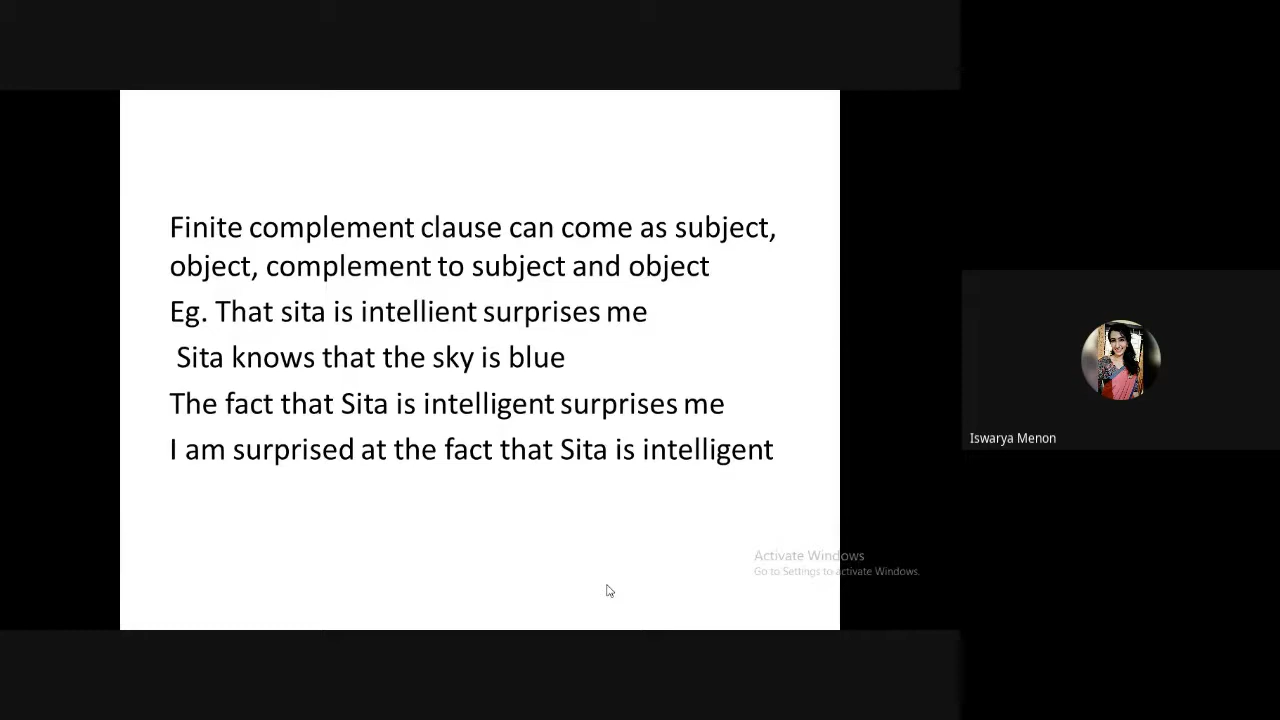 Finite complement clause can come as subject,
object, complement to subject and object
Eg. That sita is intellient surprises me
Sita knows that the sky is blue
The fact that Sita is intelligent surprises me
I am surprised at the fact that Sita is intelligent
Iswarya Menon
Activate Windows
Go to Settings to activate Windows.